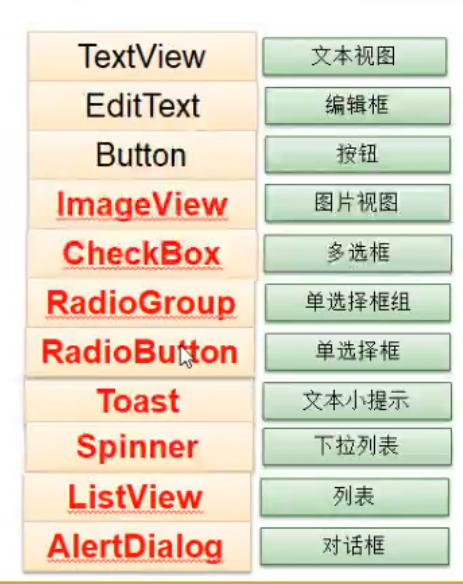 TextView 文本视图
EditText 编辑框
Button 按钮
ImageView 图片视图
CheckBox 多选框
RadioGroup 单选择框组
RadioButton 单选择框
Toast 文本小提示
Spinner 下拉列表
ListView 列表
AlertDialog 对话框